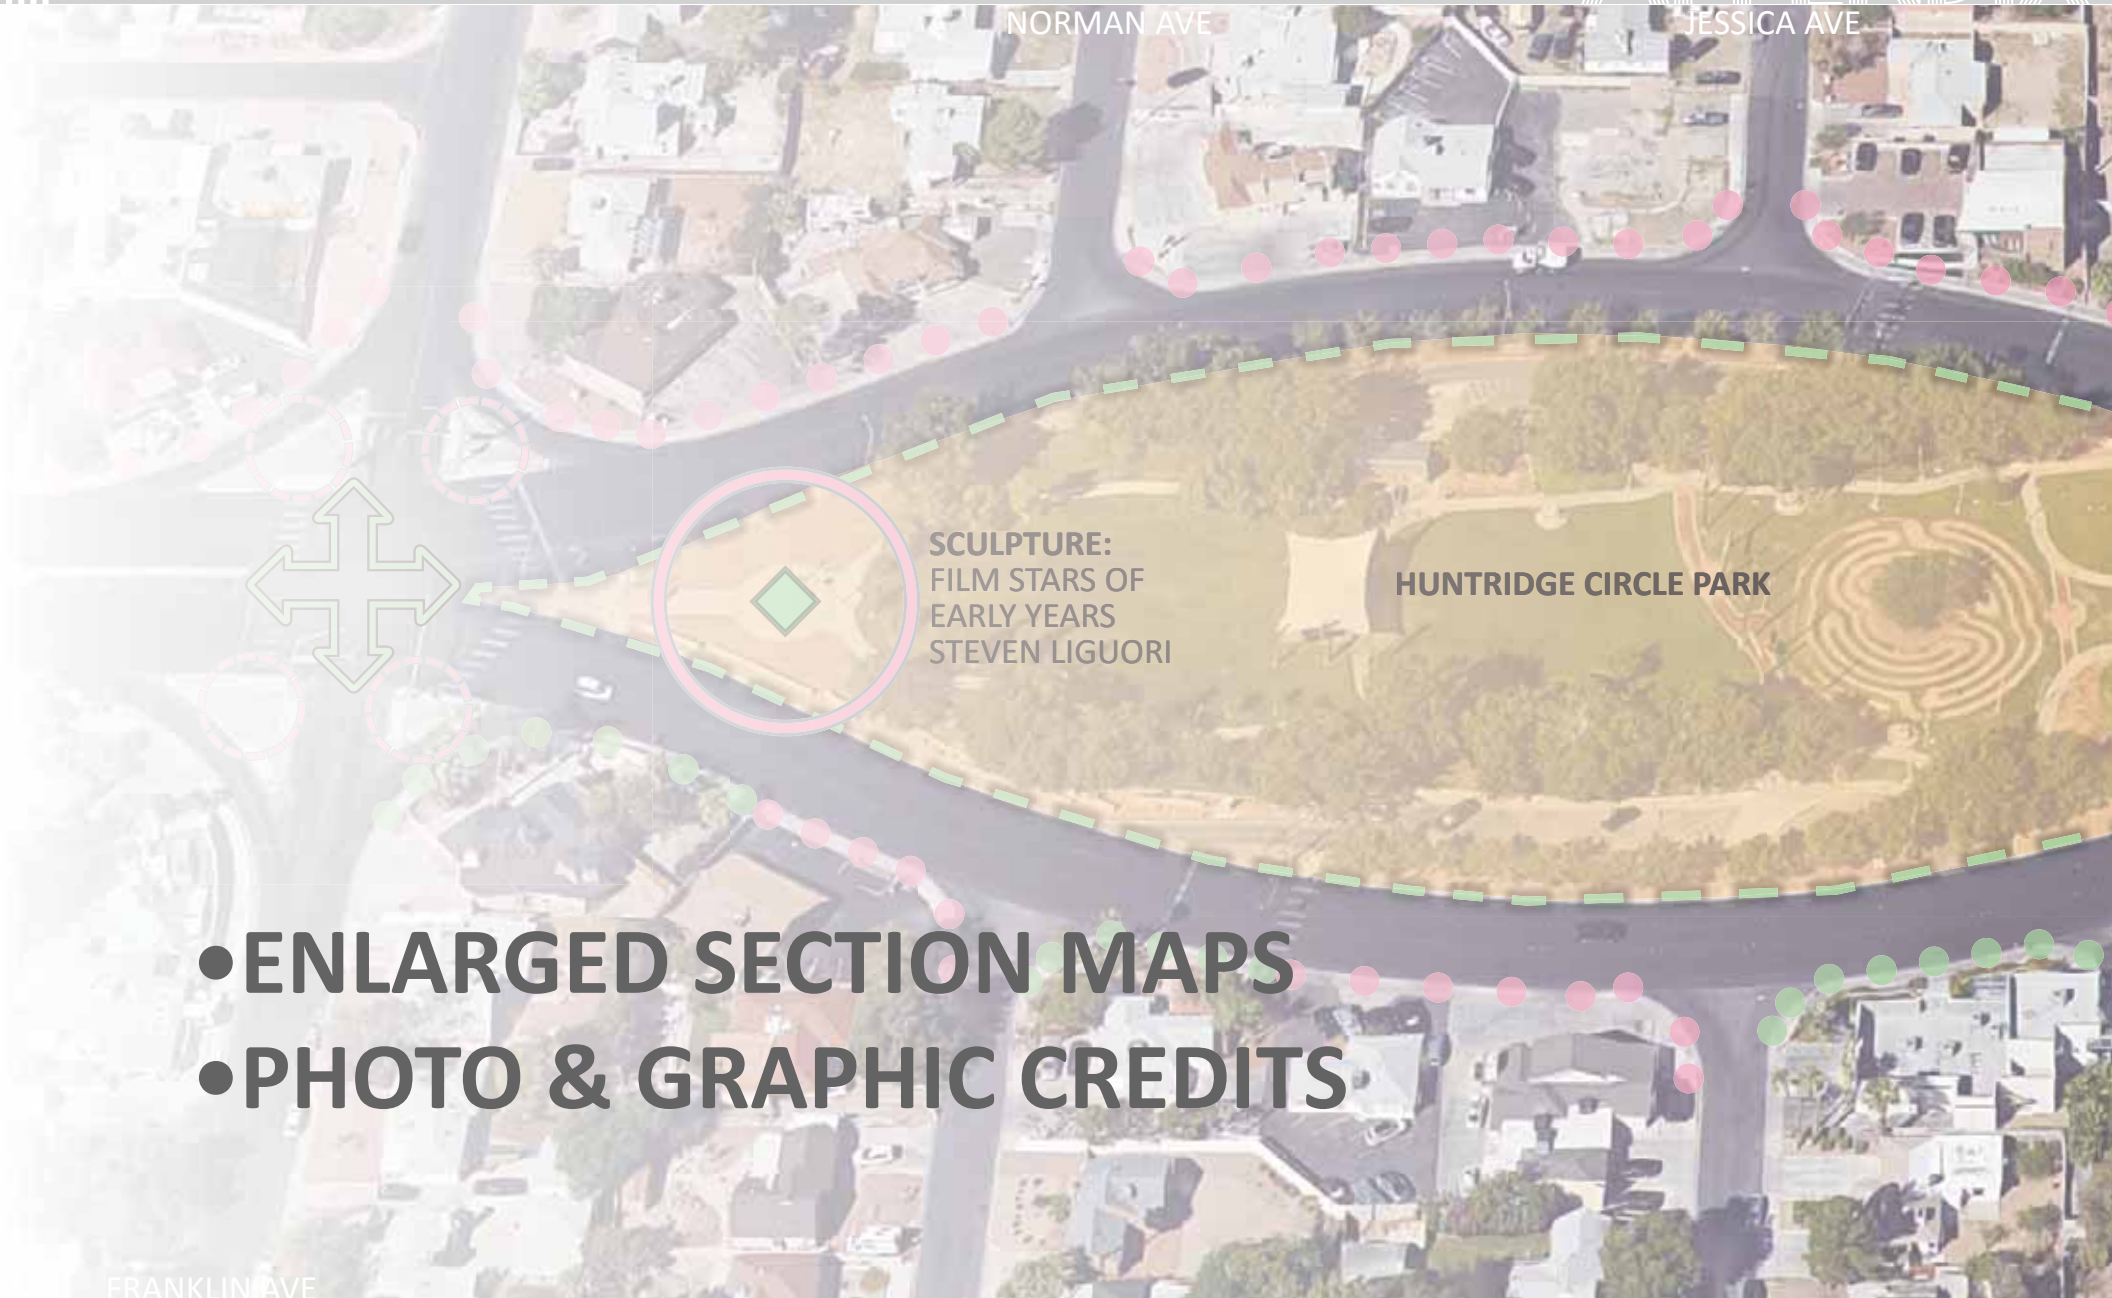 NORMAN AVE
JESSICA AVE
SCULPTURE:
FILM STARS OF
EARLY YEARS
STEVEN LIGUORI
HUNTRIDGE CIRCLE PARK
•ENLARGED SECTION MAPS
•PHOTO & GRAPHIC CREDITS
FRANKLIN AVE